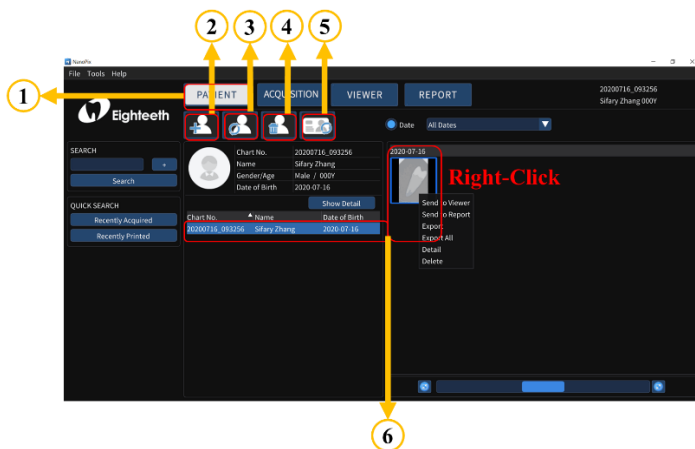 2
3
4
5
NanoPix
File Tools Help
1
PATIENT
ACQUISITION
VIEWER
REPORT
20200716_093256
Sifary Zhang 000Y
Eighteeth
Date
All Dates
SEARCH
+
Search
QUICK SEARCH
Recently Acquired
Recently Printed
Chart No. 20200716_093256
Name Sifary Zhang
Gender/Age Male / 000Y
Date of Birth 2020-07-16
Show Detail
Chart No. Name Date of Birth
20200716_093256 Sifary Zhang 2020-07-16
2020-07-16
Right-Click
Send to Viewer
Send to Report
Export
Export All
Detail
Delete
6